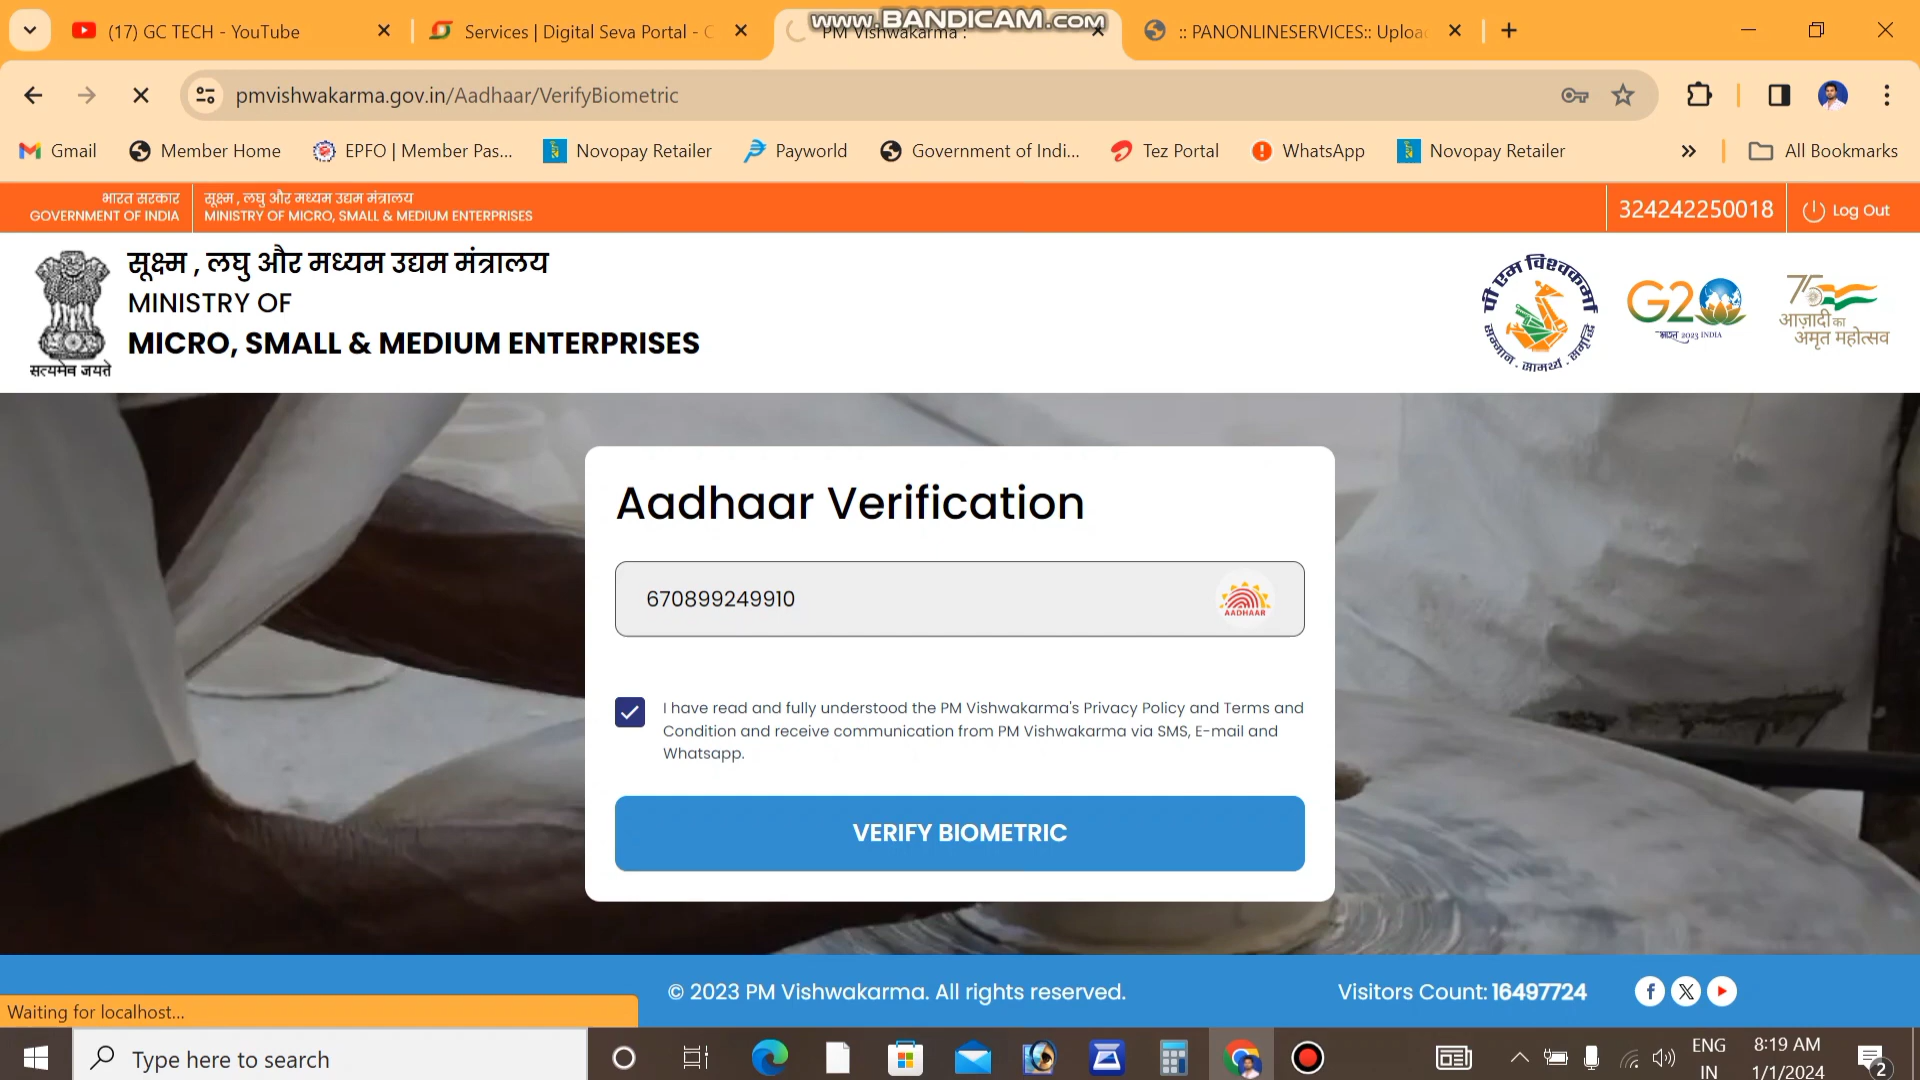 www.BANDICAM.com
(17) GC TECH - YouTube
Services | Digital Seva Portal - C
PM Vishwakarma :
:: PANONLINESERVICES:: Uploa
pmvishwakarma.gov.in/Aadhaar/VerifyBiometric
Gmail
Member Home
EPFO | Member Pas...
Novopay Retailer
Payworld
Government of Indi...
Tez Portal
WhatsApp
Novopay Retailer
All Bookmarks
भारत सरकार
GOVERNMENT OF INDIA
सूक्ष्म , लघु और मध्यम उद्यम मंत्रालय
MINISTRY OF MICRO, SMALL & MEDIUM ENTERPRISES
324242250018
Log Out
सूक्ष्म , लघु और मध्यम उद्यम मंत्रालय
MINISTRY OF
MICRO, SMALL & MEDIUM ENTERPRISES
सत्यमेव जयते
पी एम विश्वकर्मा
सम्मान . सामर्थ्य . समृद्धि
G20
भारत 2023 INDIA
75
आज़ादी का
अमृत महोत्सव
Aadhaar Verification
670899249910
AADHAAR
I have read and fully understood the PM Vishwakarma's Privacy Policy and Terms and
Condition and receive communication from PM Vishwakarma via SMS, E-mail and
Whatsapp.
VERIFY BIOMETRIC
© 2023 PM Vishwakarma. All rights reserved.
Visitors Count: 16497724
Waiting for localhost...
Type here to search
ENG
IN
8:19 AM
1/1/2024
2